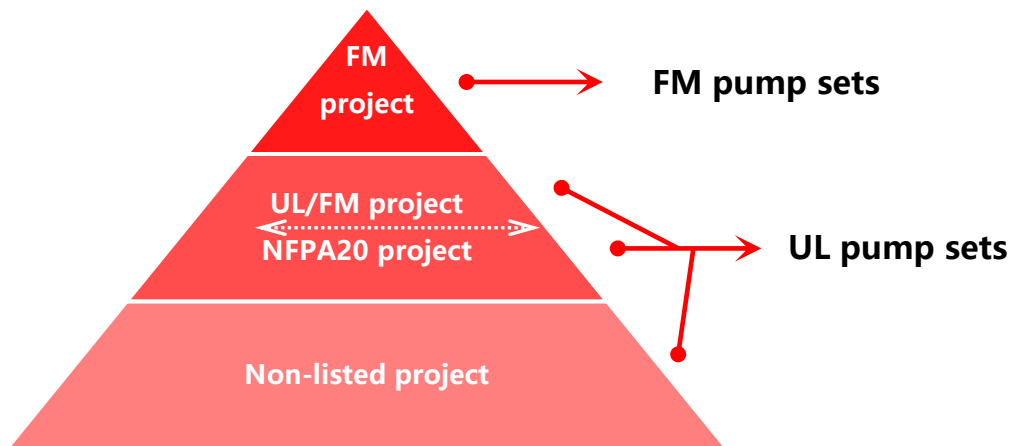 FM
project
FM pump sets
UL/FM project
NFPA20 project
UL pump sets
Non-listed project